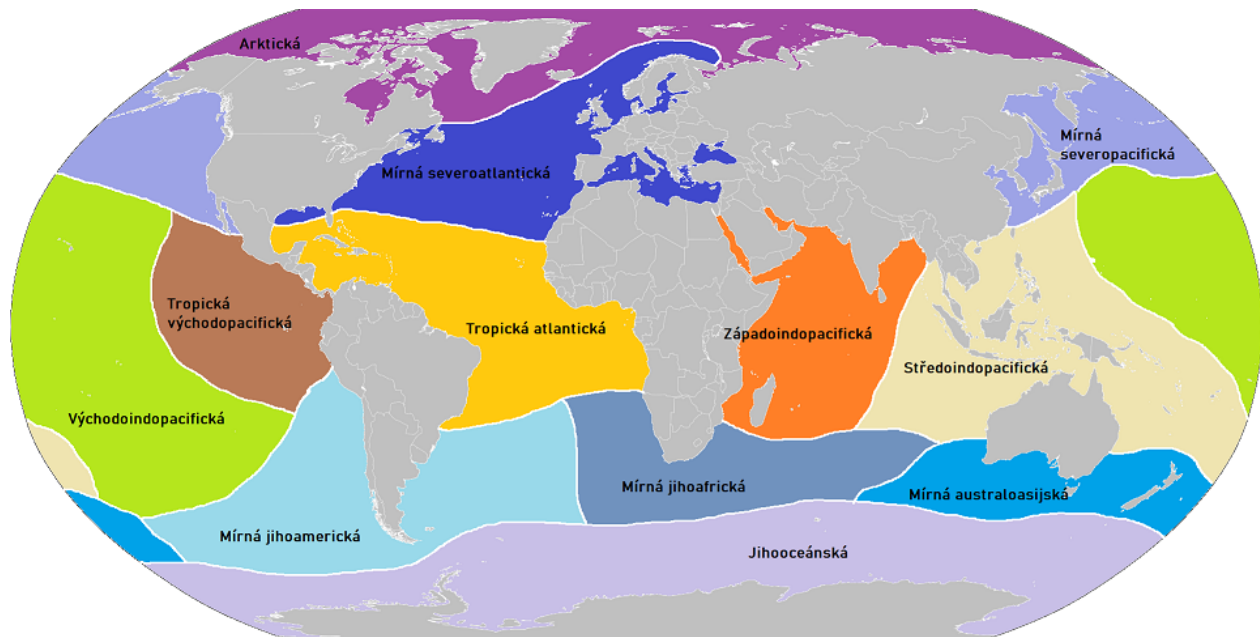 Arktická
Mírná
severopacifická
Mírná severoatlantická
Tropická
východopacifická
Tropická atlantická
Západoindopacifická
Středoindopacifická
Východoindopacifická
Mírná jihoafrická
Mírná australoasijská
Mírná jihoamerická
Jihooceánská